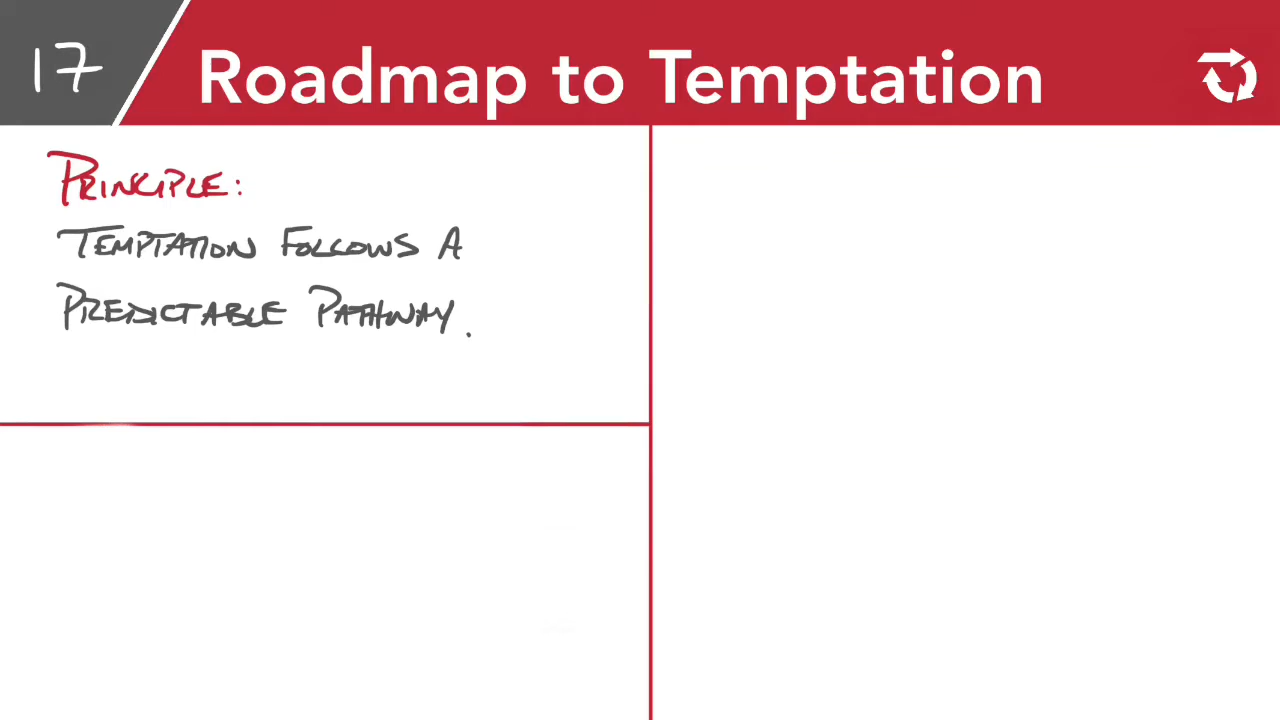 17
Roadmap to Temptation
PRINCIPLE:
TEMPTATION FOLLOWS A
PREDICTABLE PATHWAY.